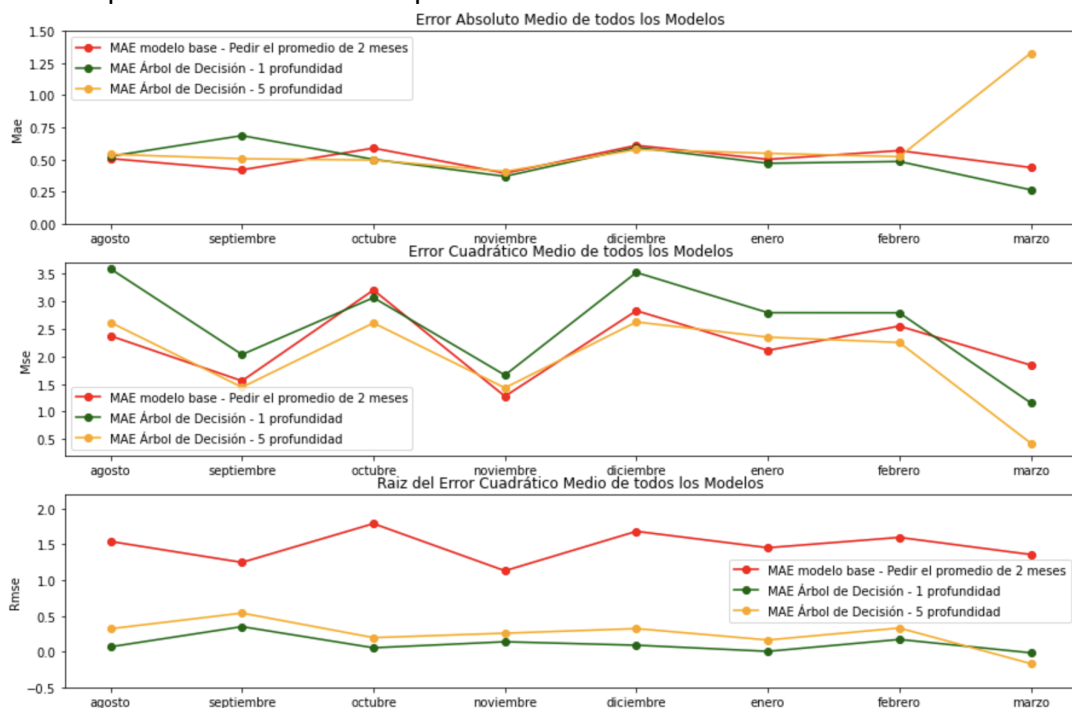 Error Absoluto Medio de todos los Modelos
1.50
1.25
1.00
0.75
0.50
0.25
0.00
Mae
MAE modelo base - Pedir el promedio de 2 meses
MAE Árbol de Decisión - 1 profundidad
MAE Árbol de Decisión - 5 profundidad
agosto septiembre octubre noviembre diciembre enero febrero marzo
Error Cuadrático Medio de todos los Modelos
3.5
3.0
2.5
2.0
1.5
1.0
0.5
Mse
MAE modelo base - Pedir el promedio de 2 meses
MAE Árbol de Decisión - 1 profundidad
MAE Árbol de Decisión - 5 profundidad
agosto septiembre octubre noviembre diciembre enero febrero marzo
Raiz del Error Cuadrático Medio de todos los Modelos
2.0
1.5
1.0
0.5
0.0
−0.5
Rmse
MAE modelo base - Pedir el promedio de 2 meses
MAE Árbol de Decisión - 1 profundidad
MAE Árbol de Decisión - 5 profundidad
agosto septiembre octubre noviembre diciembre enero febrero marzo